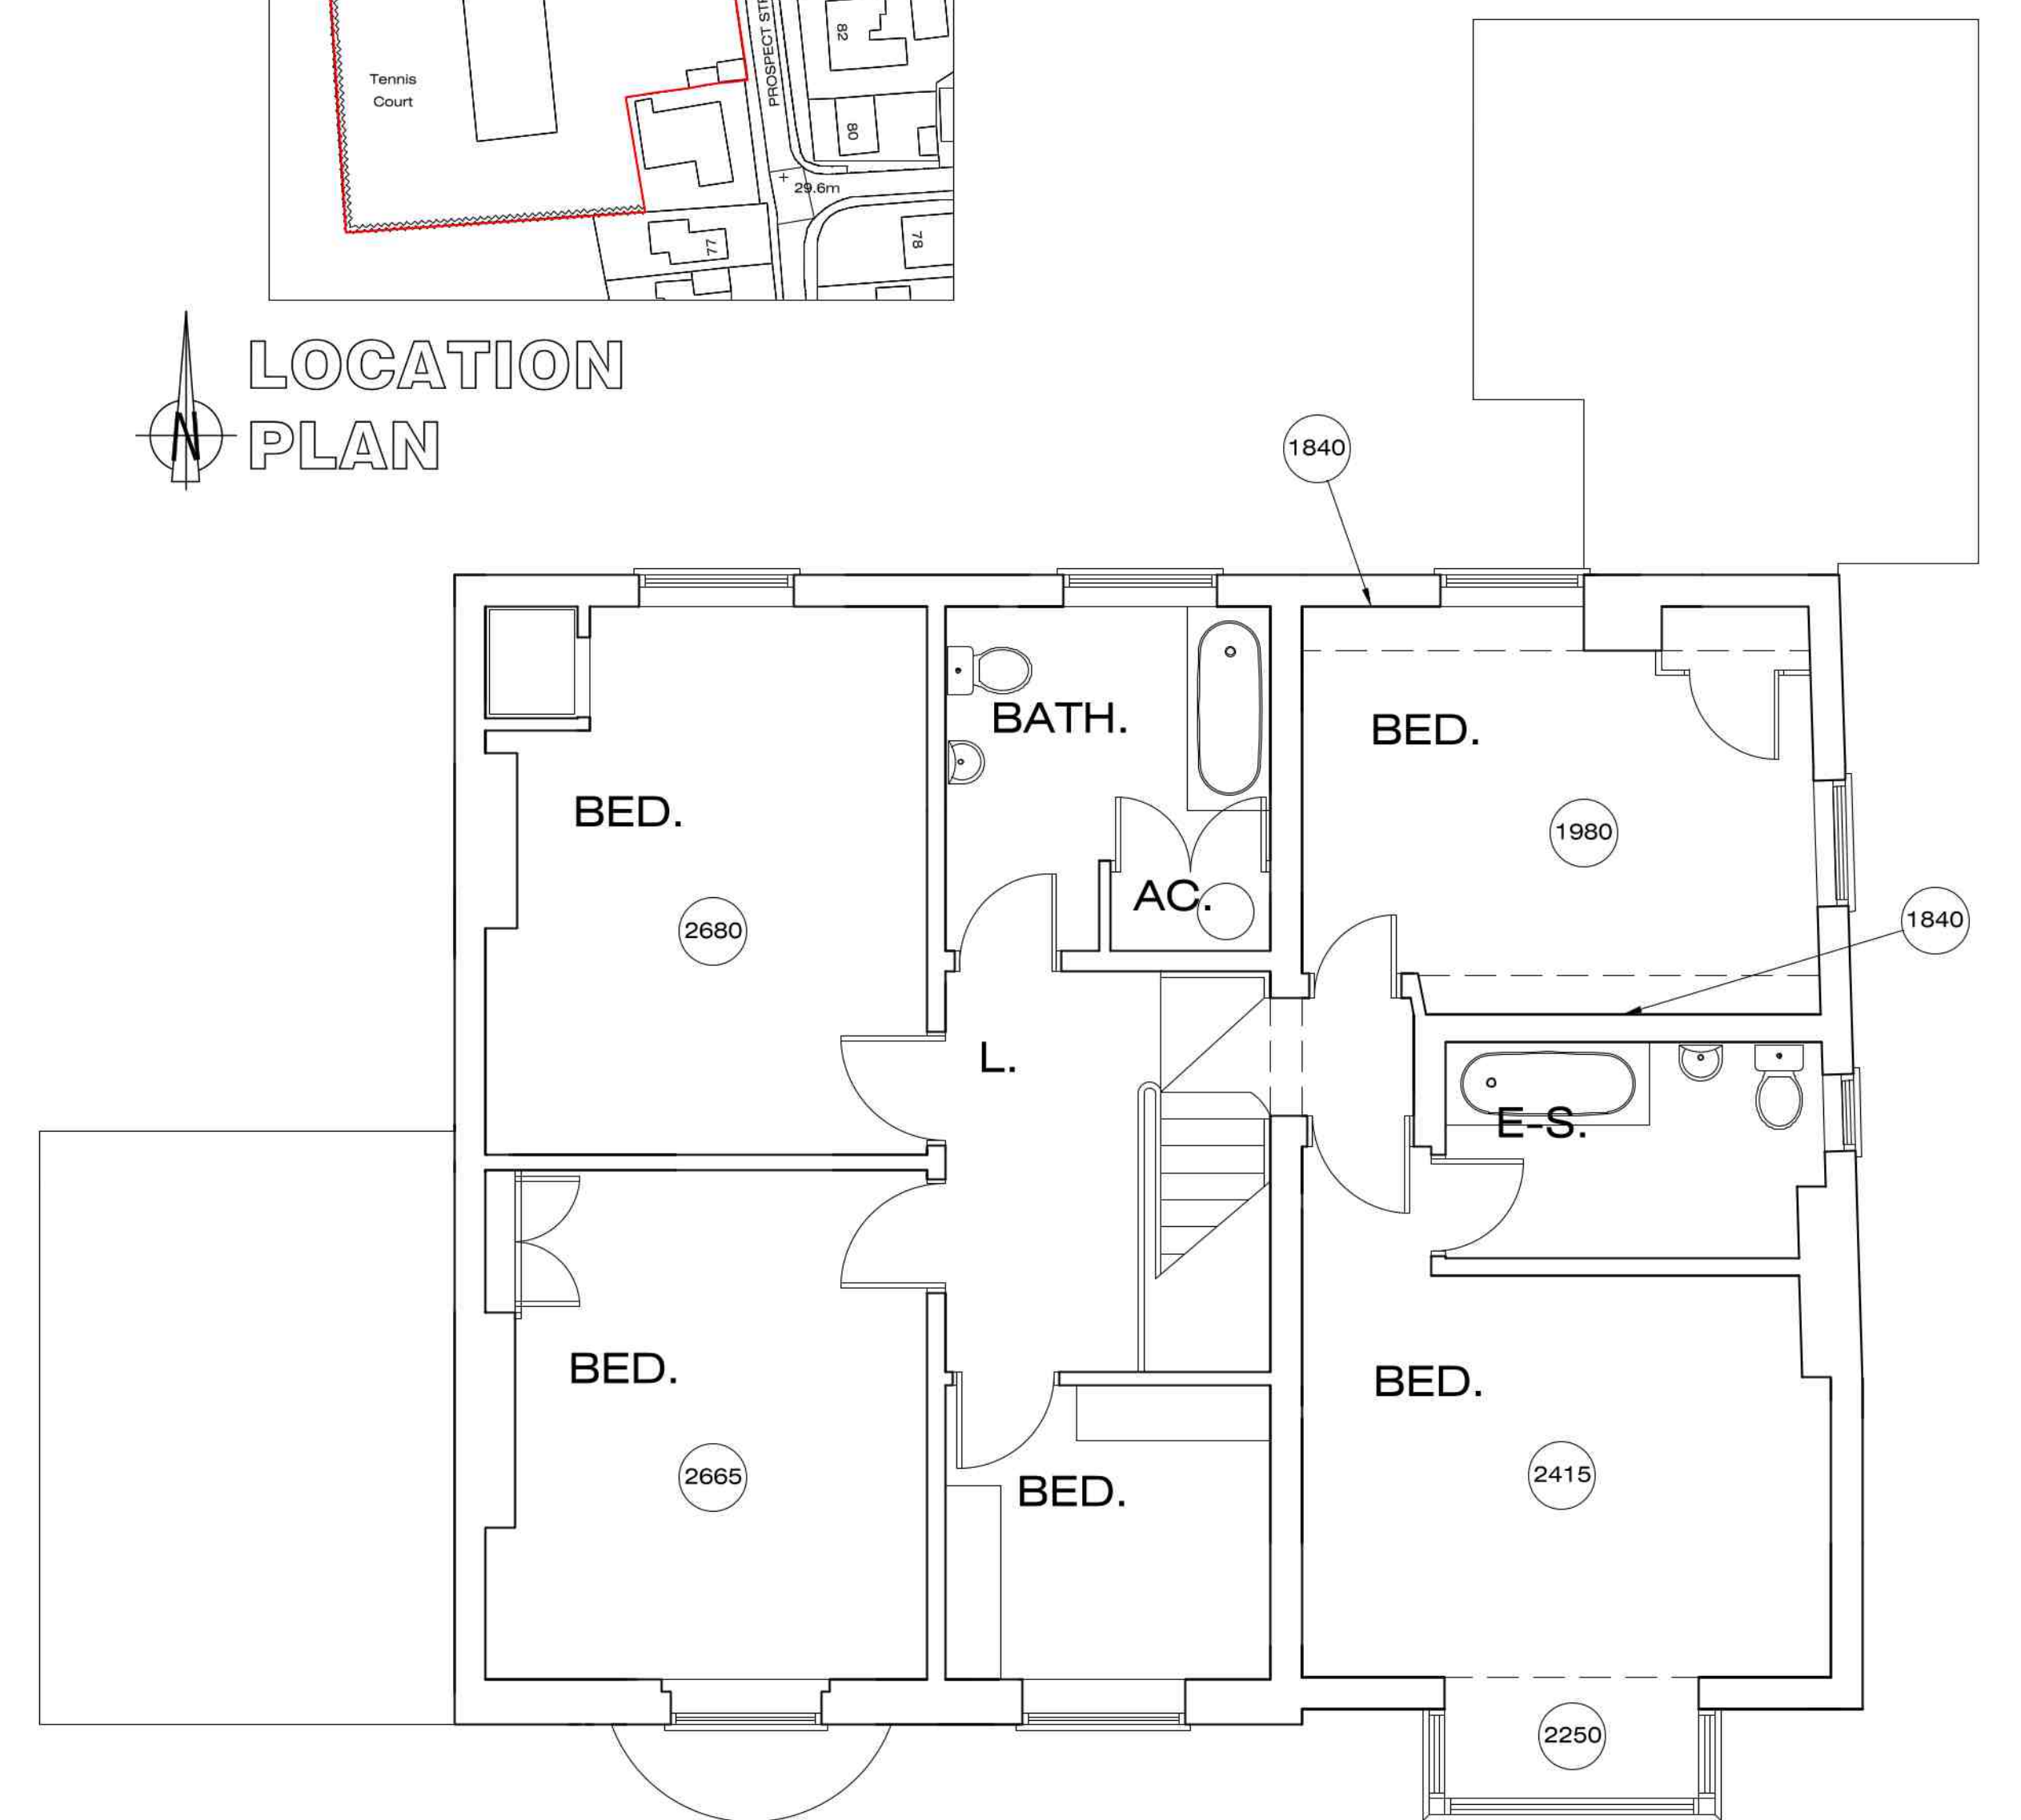 PROSPECT
82
Tennis
Court
80
29.6m
77
78
N
LOCATION
PLAN
1840
BATH.
BED.
BED.
1980
AC.
2680
1840
L.
E-S.
BED.
BED.
2665
BED.
2415
2250